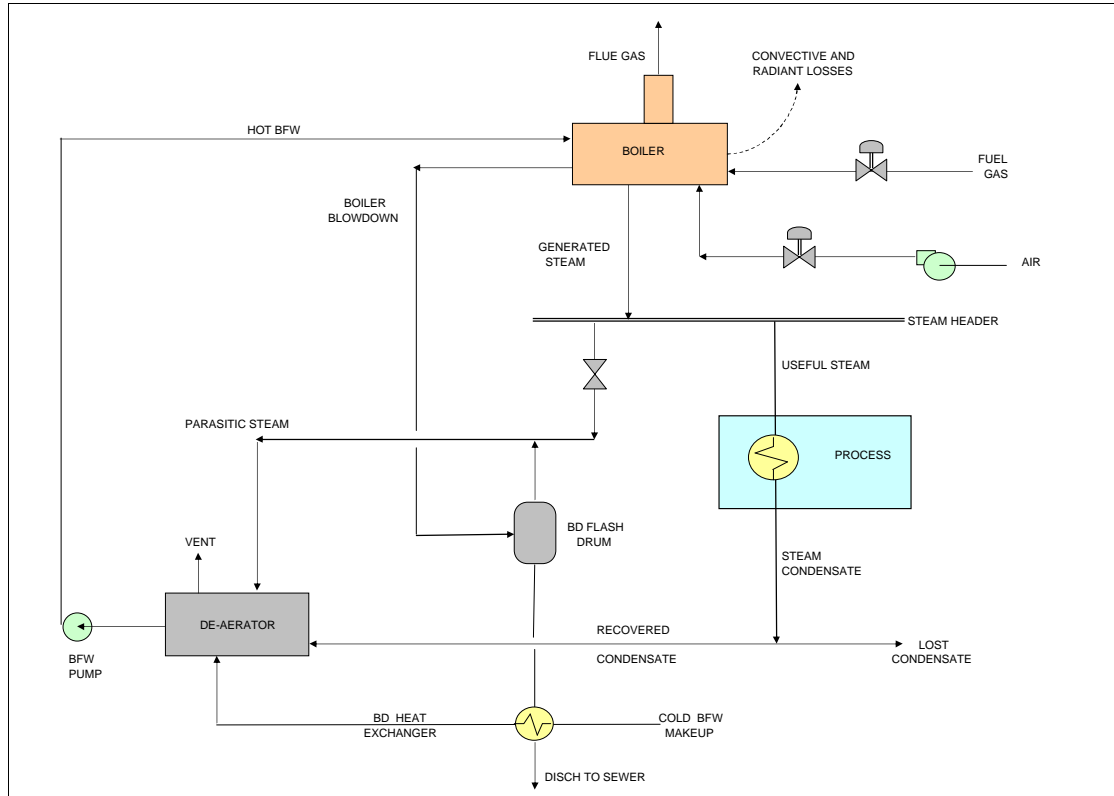 FLUE GAS
CONVECTIVE AND
RADIANT LOSSES
HOT BFW
BOILER
FUEL
GAS
BOILER
BLOWDOWN
GENERATED
STEAM
AIR
STEAM HEADER
USEFUL STEAM
PARASITIC STEAM
PROCESS
BD FLASH
DRUM
VENT
STEAM
CONDENSATE
DE-AERATOR
RECOVERED
CONDENSATE
LOST
CONDENSATE
BFW
PUMP
BD HEAT
EXCHANGER
COLD BFW
MAKEUP
DISCH TO SEWER